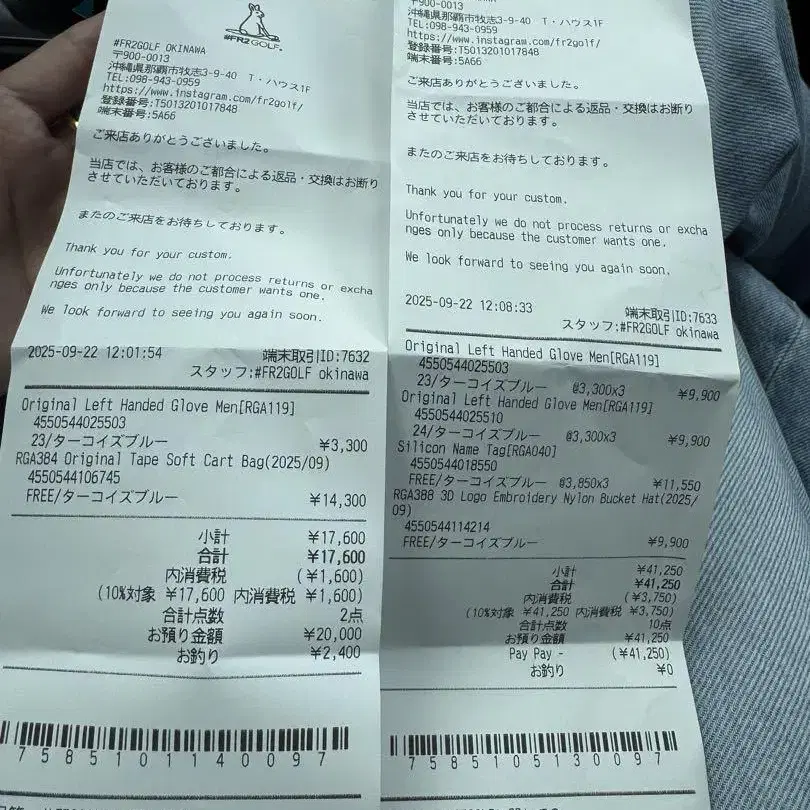 #FR2GOLF.
#FR2GOLF OKINAWA
〒900-0013
沖縄県那覇市牧志3-9-40 T・ハウス1F
TEL:098-943-0959
https://www.instagram.com/fr2golf/
登録番号:T5013201017848
端末番号:5A66
ご来店ありがとうございました。
当店では、お客様のご都合による返品・交換はお断り
させていただいております。
またのご来店をお待ちしております。
Thank you for your custom.
Unfortunately we do not process returns or excha
nges only because the customer wants one.
We look forward to seeing you again soon.
2025-09-22 12:01:54 端末取引ID:7632
スタッフ:#FR2GOLF okinawa
Original Left Handed Glove Men[RGA119]
4550544025503
23/ターコイズブルー ¥3,300
RGA384 Original Tape Soft Cart Bag(2025/09)
4550544106745
FREE/ターコイズブルー ¥14,300
小計 ¥17,600
合計 ¥17,600
内消費税 (¥1,600)
(10%対象 ¥17,600 内消費税 ¥1,600)
合計点数 2点
お預り金額 ¥20,000
お釣り ¥2,400
7585101140097
〒900-0013
沖縄県那覇市牧志3-9-40 T・ハウス1F
TEL:098-943-0959
https://www.instagram.com/fr2golf/
登録番号:T5013201017848
端末番号:5A66
ご来店ありがとうございました。
当店では、お客様のご都合による返品・交換はお断り
させていただいております。
またのご来店をお待ちしております。
Thank you for your custom.
Unfortunately we do not process returns or excha
nges only because the customer wants one.
We look forward to seeing you again soon.
2025-09-22 12:08:33 端末取引ID:7633
スタッフ:#FR2GOLF okinawa
Original Left Handed Glove Men[RGA119]
4550544025503
23/ターコイズブルー @3,300x3 ¥9,900
Original Left Handed Glove Men[RGA119]
4550544025510
24/ターコイズブルー @3,300x3 ¥9,900
Silicon Name Tag[RGA040]
4550544018550
FREE/ターコイズブルー @3,850x3 ¥11,550
RGA388 3D Logo Embroidery Nylon Bucket Hat(2025/
09)
4550544114214
FREE/ターコイズブルー ¥9,900
小計 ¥41,250
合計 ¥41,250
内消費税 (¥3,750)
(10%対象 ¥41,250 内消費税 ¥3,750)
合計点数 10点
お預り金額 ¥41,250
Pay Pay - (¥41,250)
お釣り ¥0
7585105130097